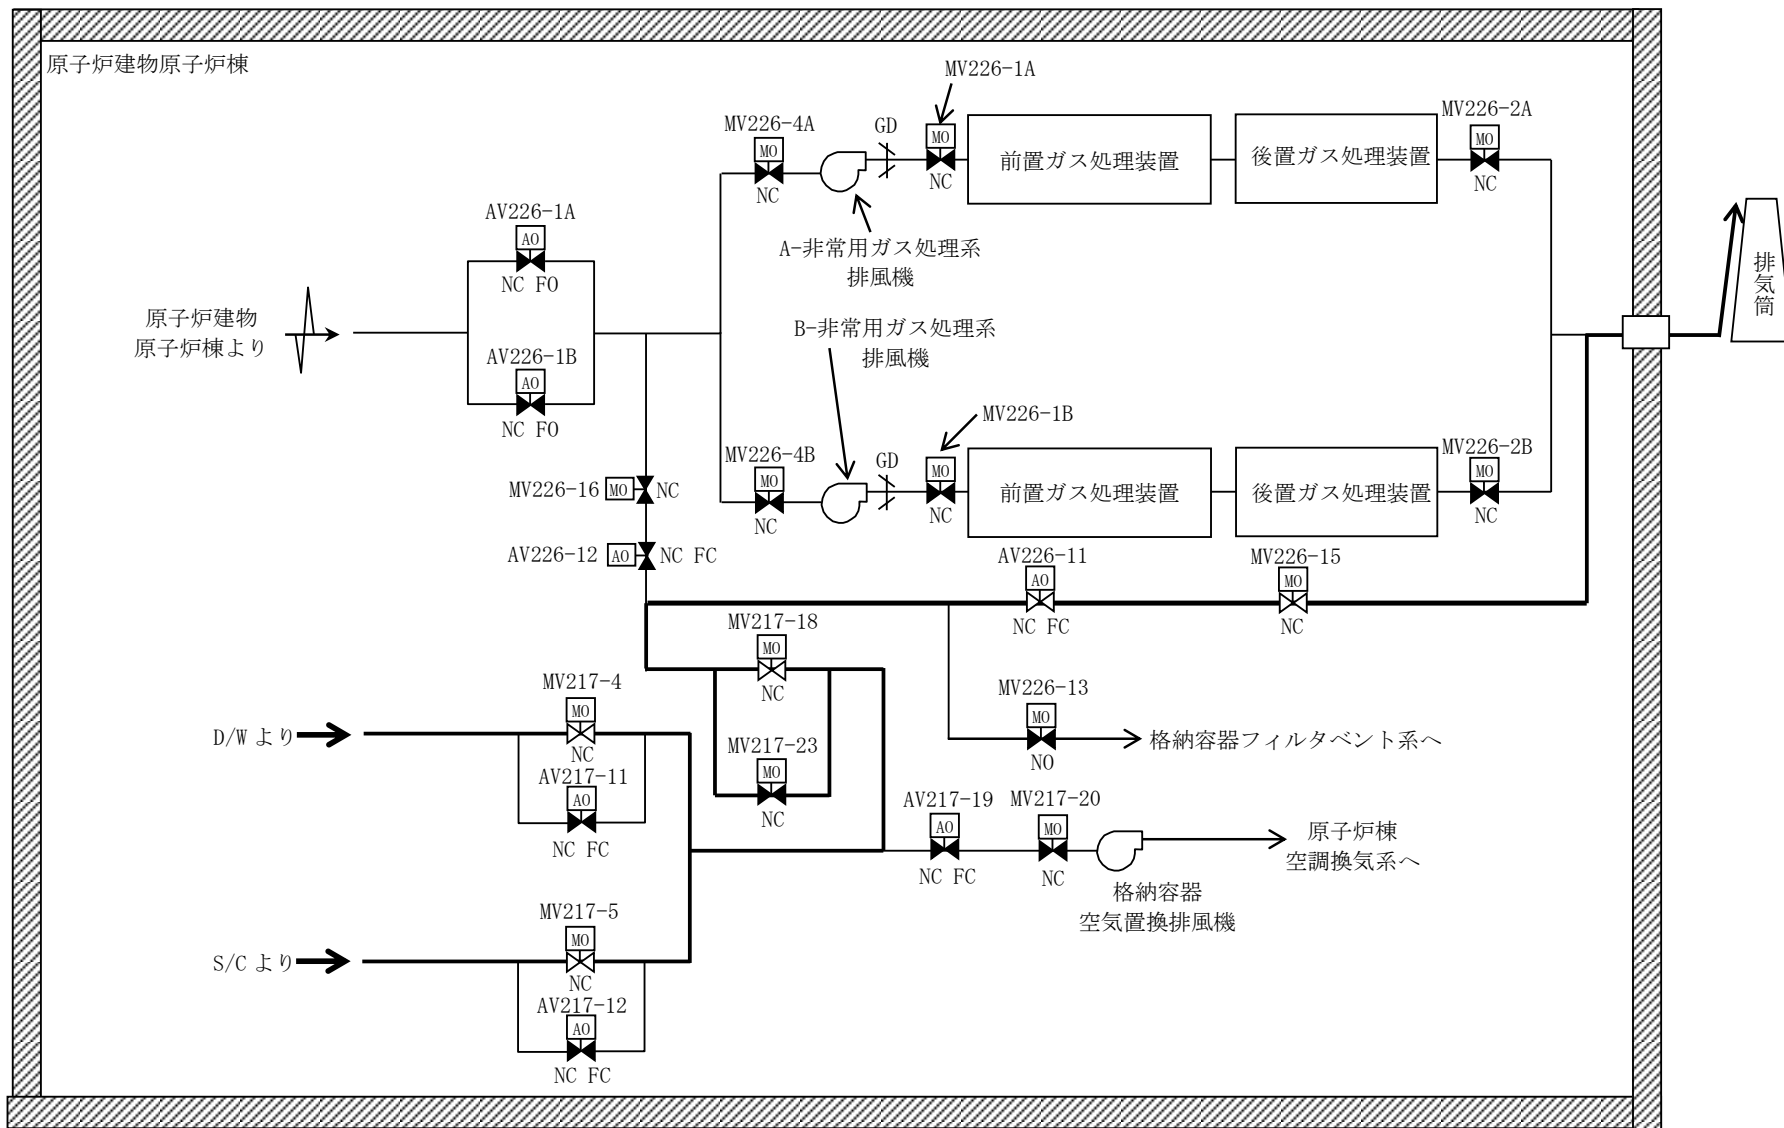 原子炉建物原子炉棟
MV226-1A
MV226-4A
GD
MV226-2A
MO
MO
MO
前置ガス処理装置
後置ガス処理装置
NC
NC
NC
AV226-1A
AO
NC FO
A-非常用ガス処理系
排風機
排気筒
原子炉建物
原子炉棟より
B-非常用ガス処理系
排風機
AV226-1B
AO
NC FO
MV226-1B
MV226-4B
GD
MV226-2B
MO
MO
MO
前置ガス処理装置
後置ガス処理装置
NC
NC
NC
MV226-16
MO
NC
AV226-12
AO
NC FC
AV226-11
AO
NC FC
MV226-15
MO
NC
MV217-18
MO
NC
MV217-4
MO
NC
D/W より
AV217-11
AO
NC FC
MV217-23
MO
NC
MV226-13
MO
NO
格納容器フィルタベント系へ
AV217-19
AO
NC FC
MV217-20
MO
NC
原子炉棟
空調換気系へ
格納容器
空気置換排風機
MV217-5
MO
NC
S/C より
AV217-12
AO
NC FC